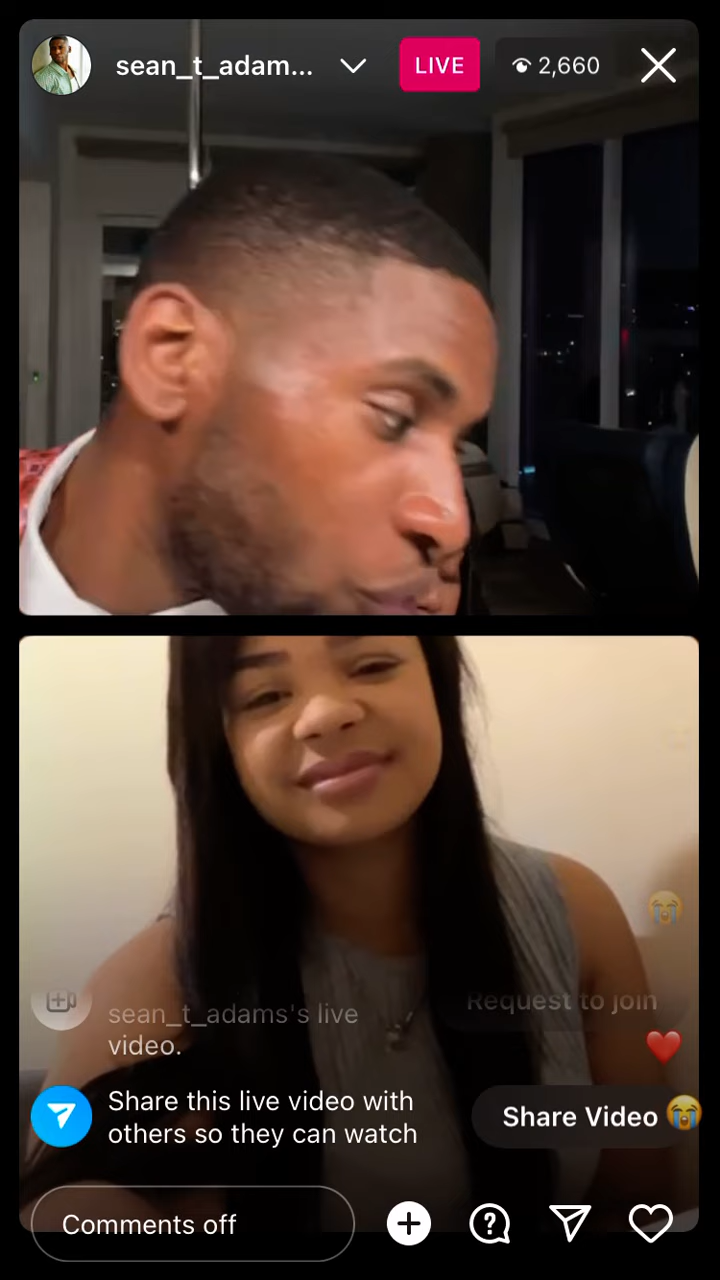 sean_t_adam...
LIVE
2,660
sean_t_adams's live
video.
Request to join
Share this live video with
others so they can watch
Share Video
Comments off